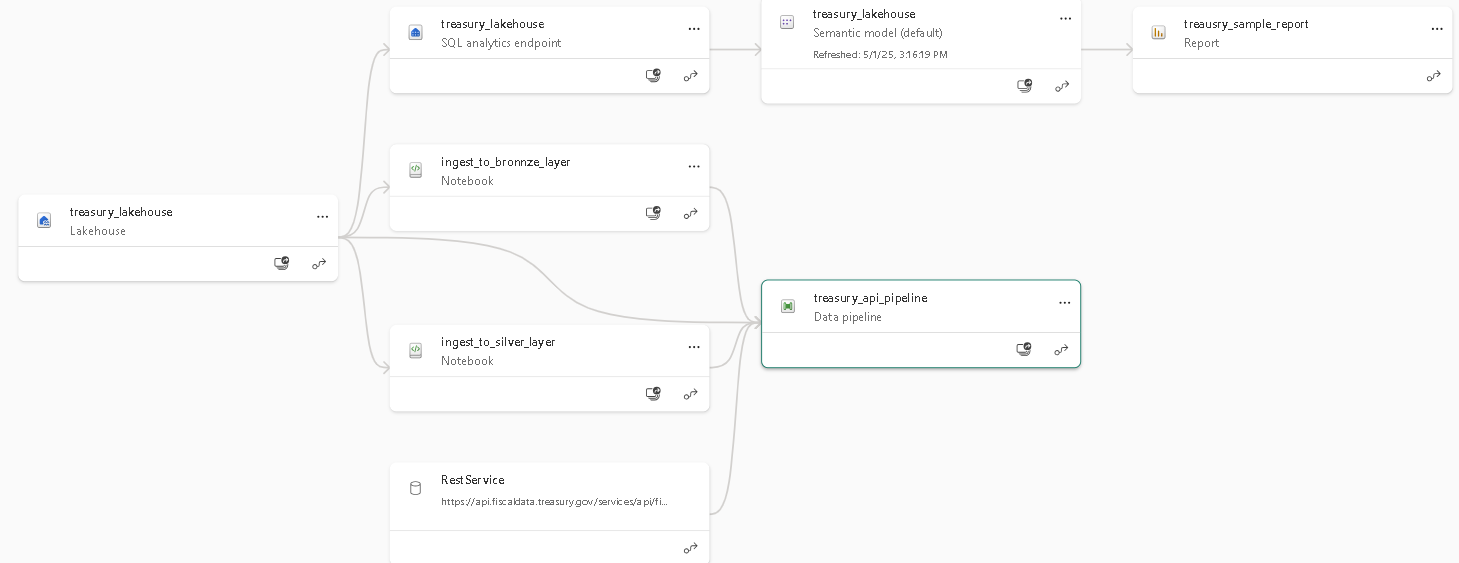 treasury_lakehouse
SQL analytics endpoint
treasury_lakehouse
Semantic model (default)
Refreshed: 5/1/25, 3:16:19 PM
treausry_sample_report
Report
ingest_to_bronnze_layer
Notebook
treasury_lakehouse
Lakehouse
treasury_api_pipeline
Data pipeline
ingest_to_silver_layer
Notebook
RestService
https://api.fiscaldata.treasury.gov/services/api/fi...